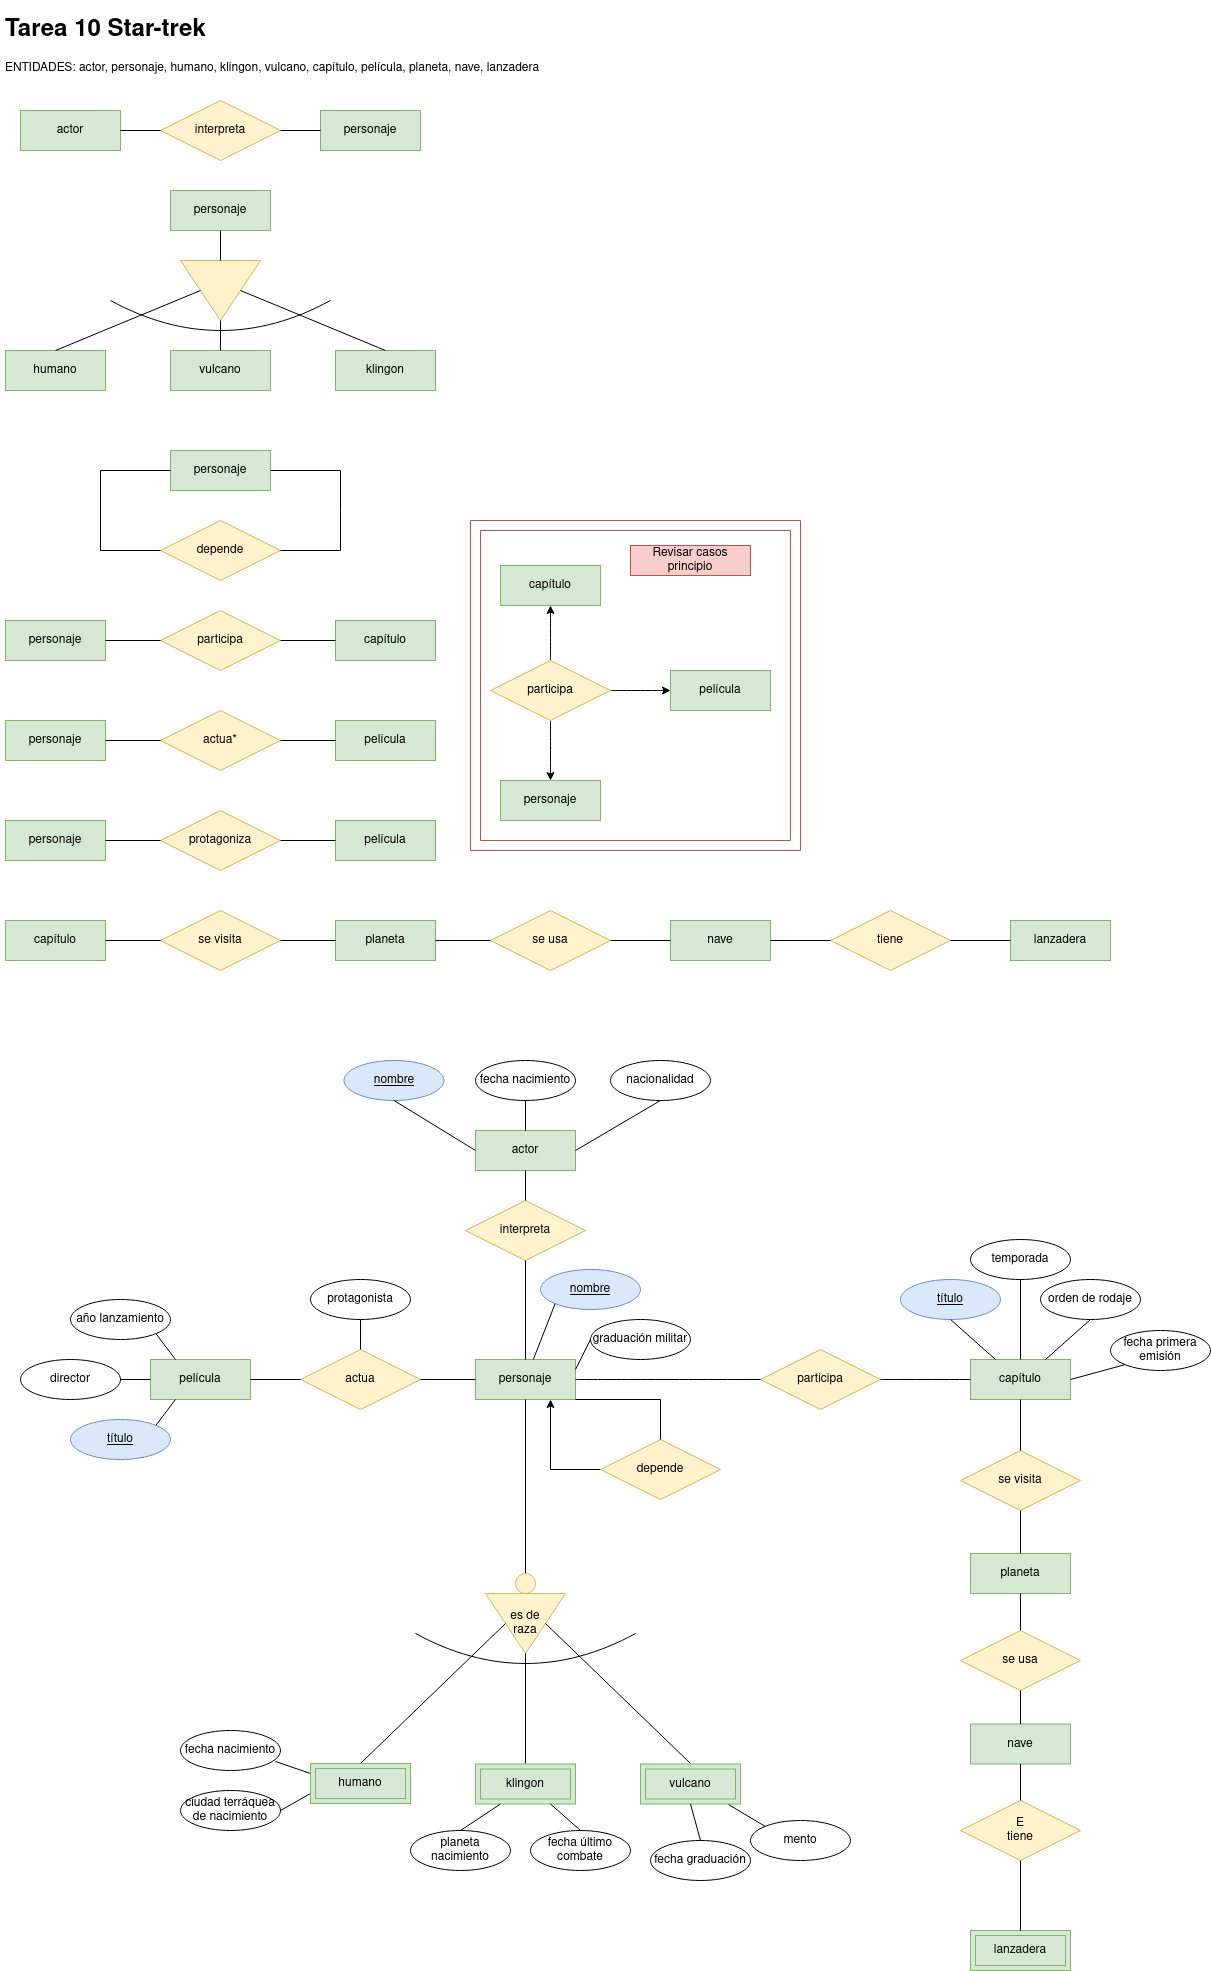 Tarea 10 Star-trek
ENTIDADES: actor, personaje, humano, klingon, vulcano, capítulo, película, planeta, nave, lanzadera
actor
interpreta
personaje
personaje
humano
vulcano
klingon
personaje
depende
Revisar casos
principio
capítulo
participa
película
personaje
personaje
participa
capítulo
personaje
actua*
película
personaje
protagoniza
película
capítulo
se visita
planeta
se usa
nave
tiene
lanzadera
nombre
fecha nacimiento
nacionalidad
actor
interpreta
nombre
graduación militar
protagonista
año lanzamiento
director
película
título
actua
personaje
participa
depende
temporada
título
orden de rodaje
fecha primera
emisión
capítulo
se visita
planeta
se usa
nave
E
tiene
lanzadera
es de
raza
fecha nacimiento
ciudad terráquea
de nacimiento
humano
klingon
vulcano
planeta
nacimiento
fecha último
combate
fecha graduación
mento